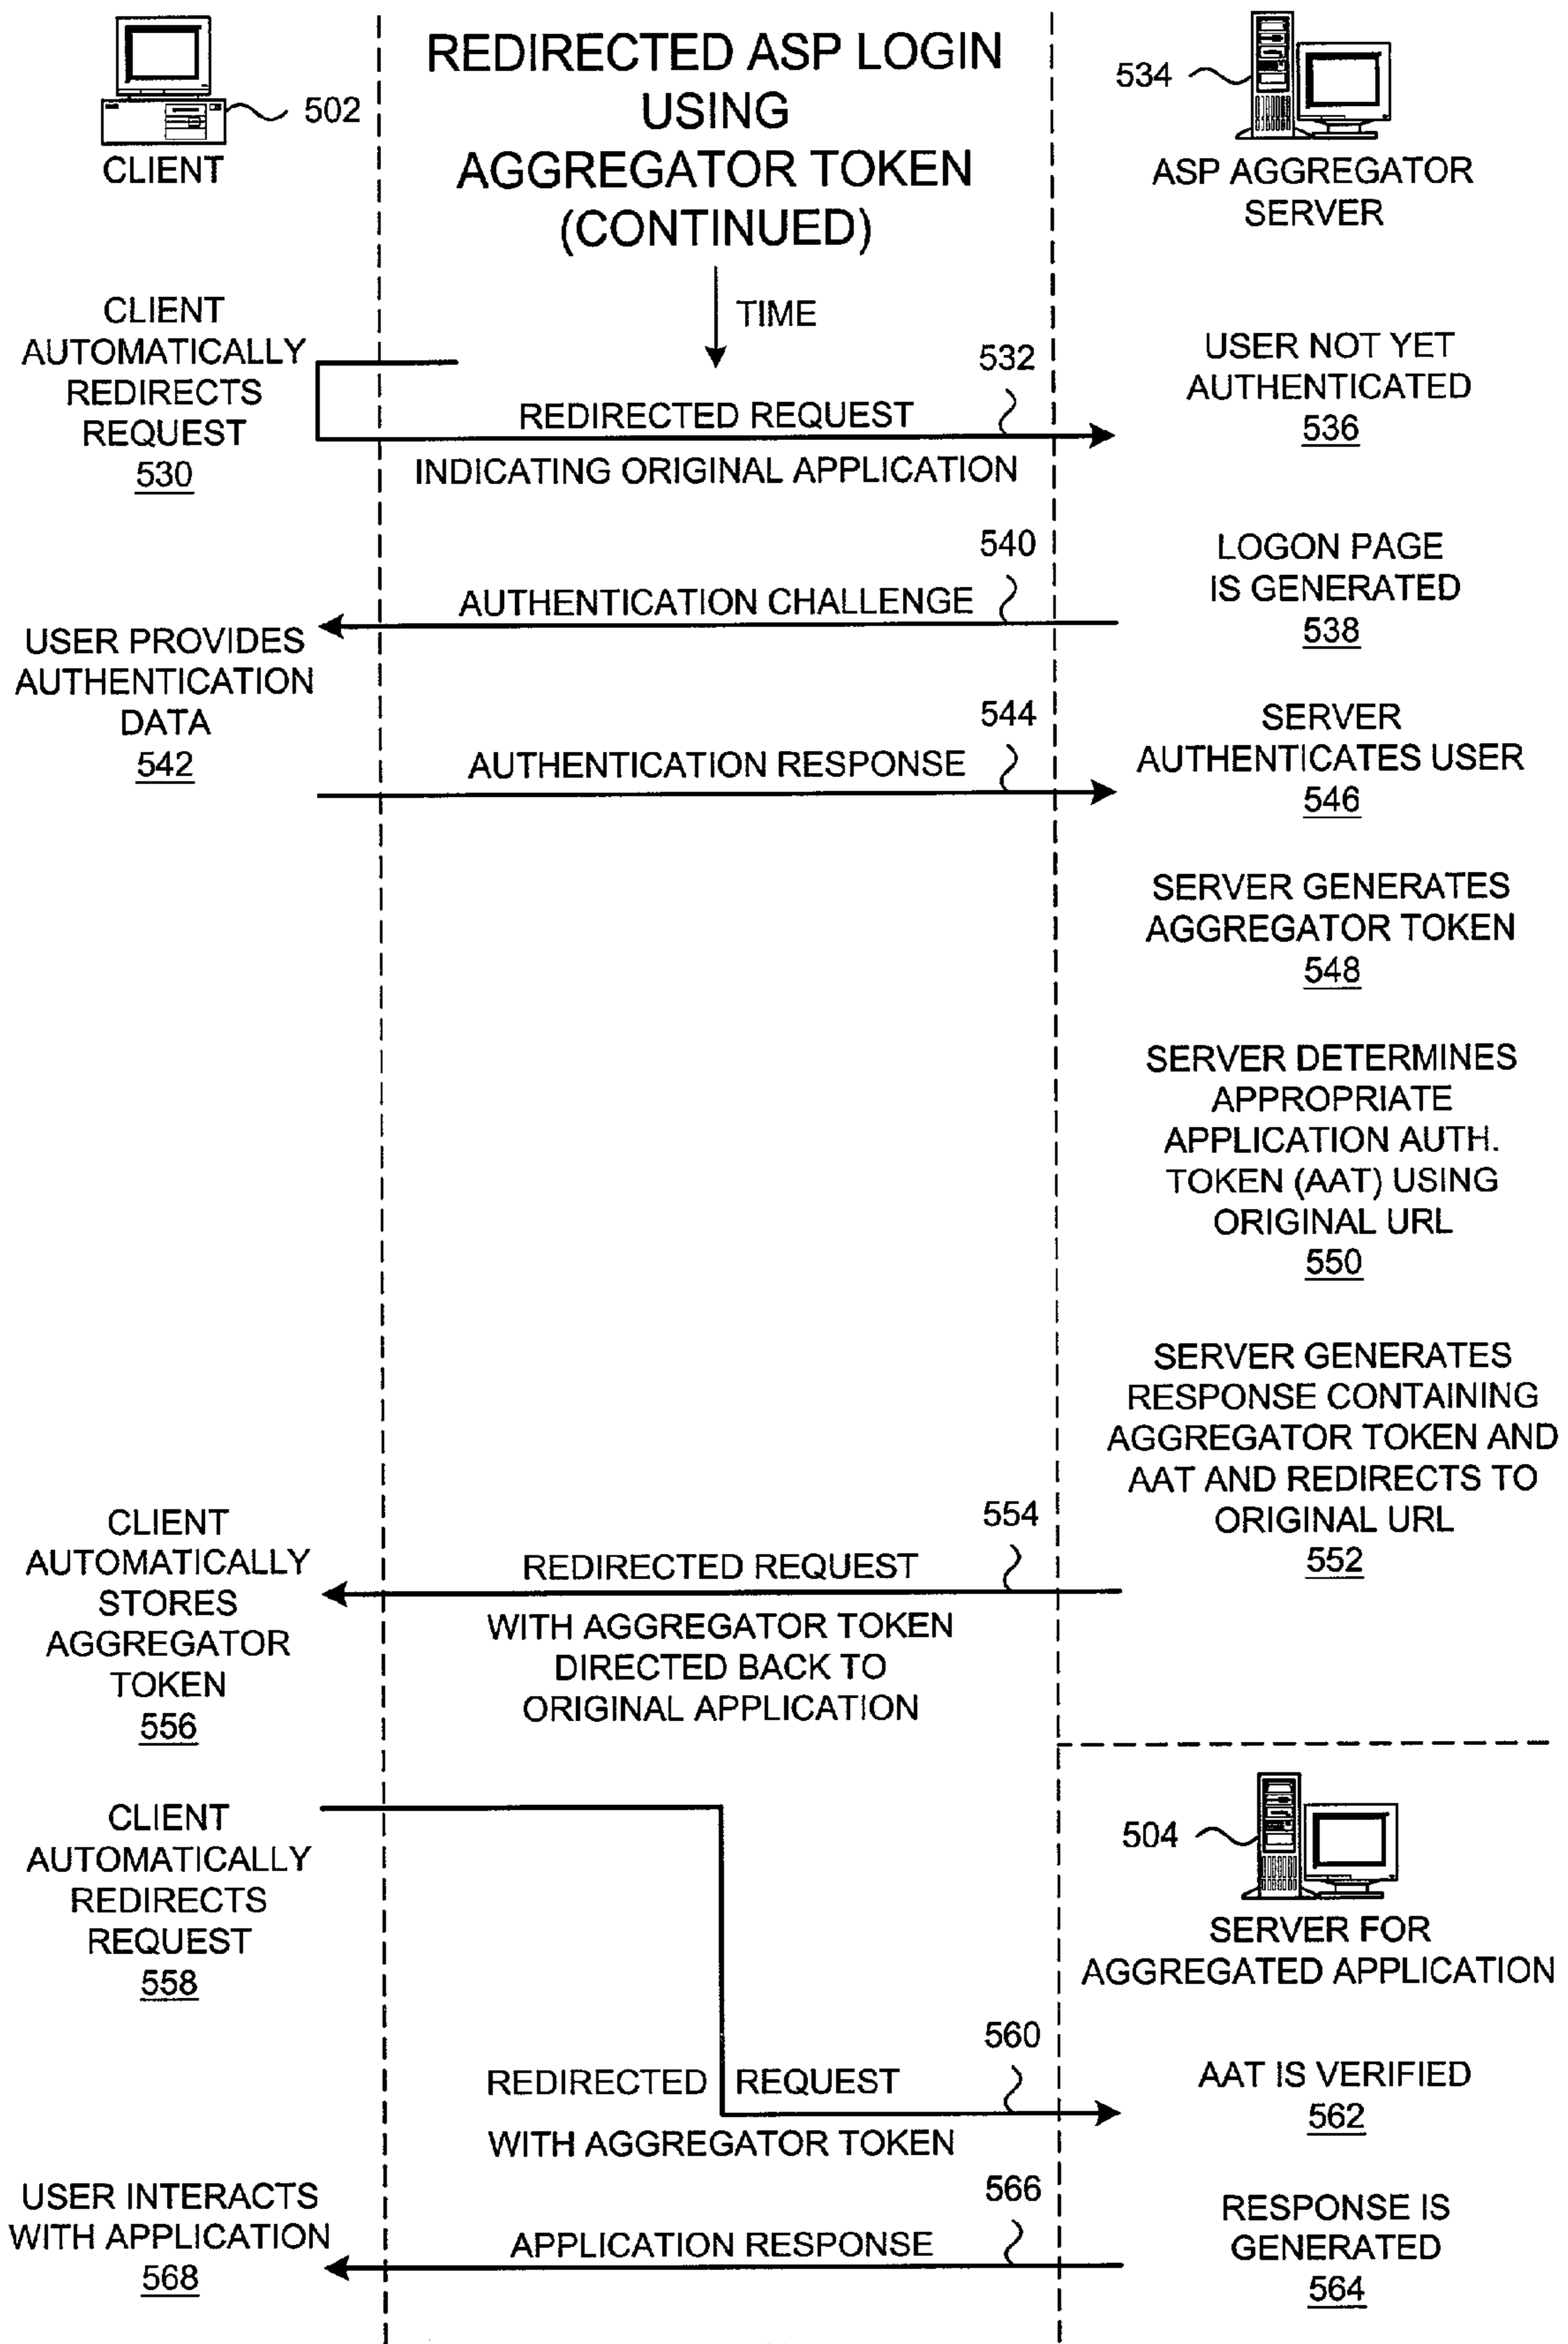 REDIRECTED ASP LOGIN
USING
AGGREGATOR TOKEN
(CONTINUED)
502
CLIENT
534
ASP AGGREGATOR
SERVER
TIME
CLIENT
AUTOMATICALLY
REDIRECTS
REQUEST
530
532
REDIRECTED REQUEST
INDICATING ORIGINAL APPLICATION
USER NOT YET
AUTHENTICATED
536
540
AUTHENTICATION CHALLENGE
LOGON PAGE
IS GENERATED
538
USER PROVIDES
AUTHENTICATION
DATA
542
544
AUTHENTICATION RESPONSE
SERVER
AUTHENTICATES USER
546
SERVER GENERATES
AGGREGATOR TOKEN
548
SERVER DETERMINES
APPROPRIATE
APPLICATION AUTH.
TOKEN (AAT) USING
ORIGINAL URL
550
SERVER GENERATES
RESPONSE CONTAINING
AGGREGATOR TOKEN AND
AAT AND REDIRECTS TO
ORIGINAL URL
552
554
REDIRECTED REQUEST
WITH AGGREGATOR TOKEN
DIRECTED BACK TO
ORIGINAL APPLICATION
CLIENT
AUTOMATICALLY
STORES
AGGREGATOR
TOKEN
556
CLIENT
AUTOMATICALLY
REDIRECTS
REQUEST
558
504
SERVER FOR
AGGREGATED APPLICATION
560
REDIRECTED REQUEST
WITH AGGREGATOR TOKEN
AAT IS VERIFIED
562
566
APPLICATION RESPONSE
RESPONSE IS
GENERATED
564
USER INTERACTS
WITH APPLICATION
568